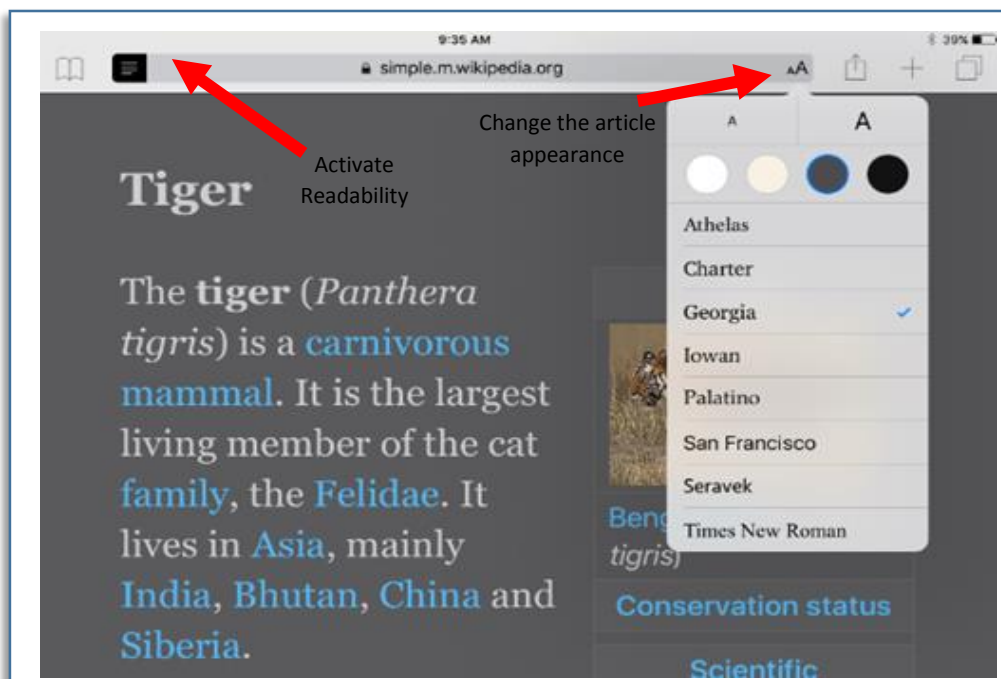 9:35 AM
39%
simple.m.wikipedia.org
AA
Change the article
appearance
Activate
Readability
A A
Tiger
The tiger (Panthera
tigris) is a carnivorous
mammal. It is the largest
living member of the cat
family, the Felidae. It
lives in Asia, mainly
India, Bhutan, China and
Siberia.
Athelas
Charter
Georgia
Iowan
Palatino
San Francisco
Seravek
Times New Roman
tigris)
Conservation status
Scientific